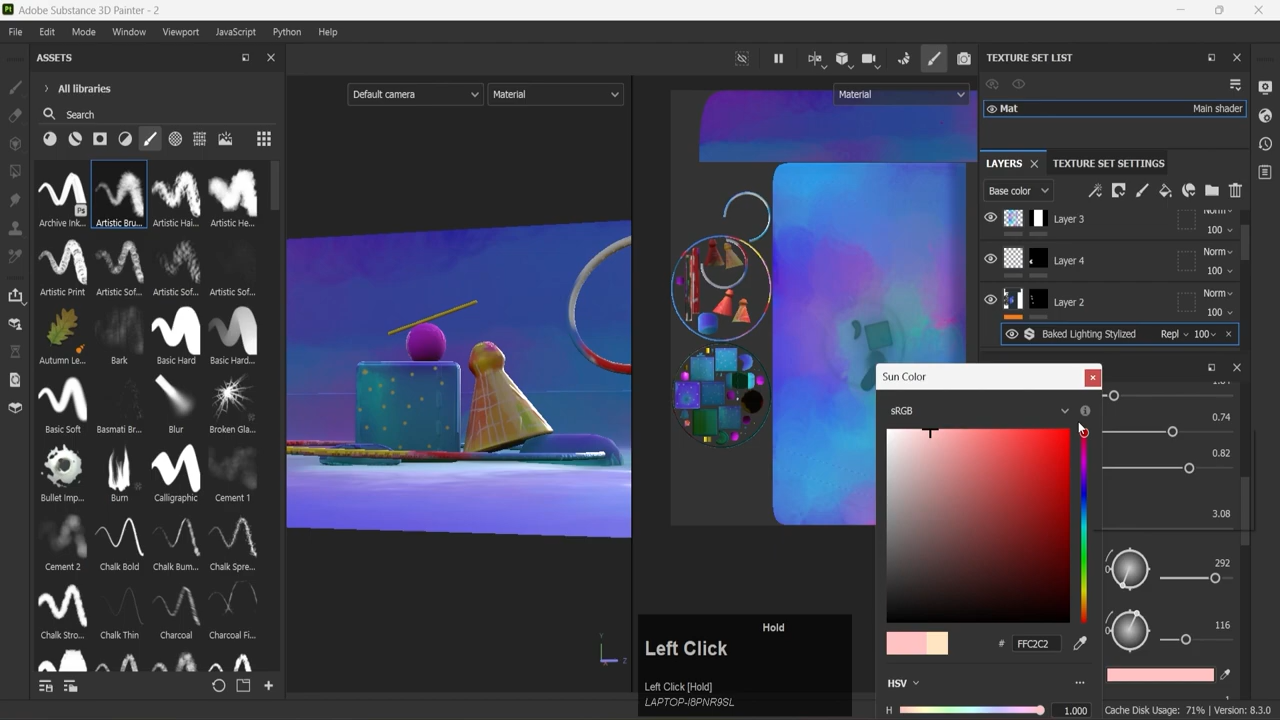 Adobe Substance 3D Painter - 2
File Edit Mode Window Viewport JavaScript Python Help
ASSETS
All libraries
Search
Archive Ink... Artistic Bru... Artistic Hai... Artistic He...
Artistic Print Artistic Sof... Artistic Sof... Artistic Sof...
Autumn Le... Bark Basic Hard Basic Hard...
Basic Soft Basmati Br... Blur Broken Gla...
Bullet Imp... Burn Calligraphic Cement 1
Cement 2 Chalk Bold Chalk Bum... Chalk Spre...
Chalk Stro... Chalk Thin Charcoal Charcoal Fi...
Default camera Material
Material
Y
Z
TEXTURE SET LIST
Mat Main shader
LAYERS TEXTURE SET SETTINGS
Base color
Layer 3 Norm
100
Layer 4 Norm
100
Layer 2 Norm
100
Baked Lighting Stylized Repl 100
Sun Color
sRGB
# FFC2C2
HSV
H 1.000
0.74
0.82
3.08
292
116
Hold
Left Click
Left Click [Hold]
LAPTOP-I8PNR9SL
Cache Disk Usage: 71% | Version: 8.3.0